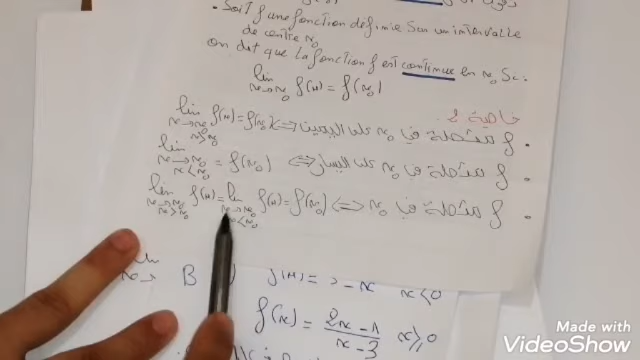 . Soit f une fonction définie sur un intervalle
de centre x₀
on dit que la fonction f est continue en x₀ Si.
lim f(x) = f(x₀)
x→x₀
خاصية 2.
. f متصلة في x₀ على اليمين ⟺ lim f(x) = f(x₀)
x→x₀
x>x₀
. f متصلة في x₀ على اليسار ⟺ lim = f(x₀)
x→x₀
x<x₀
. f متصلة في x₀ ⟺ lim f(x) = lim f(x) = f(x₀)
x→x₀ x→x₀
x>x₀ x<x₀
B f(x) = -x x<0
f(x) = (2x-1)/(x-3) x≥0
Made with
VideoShow